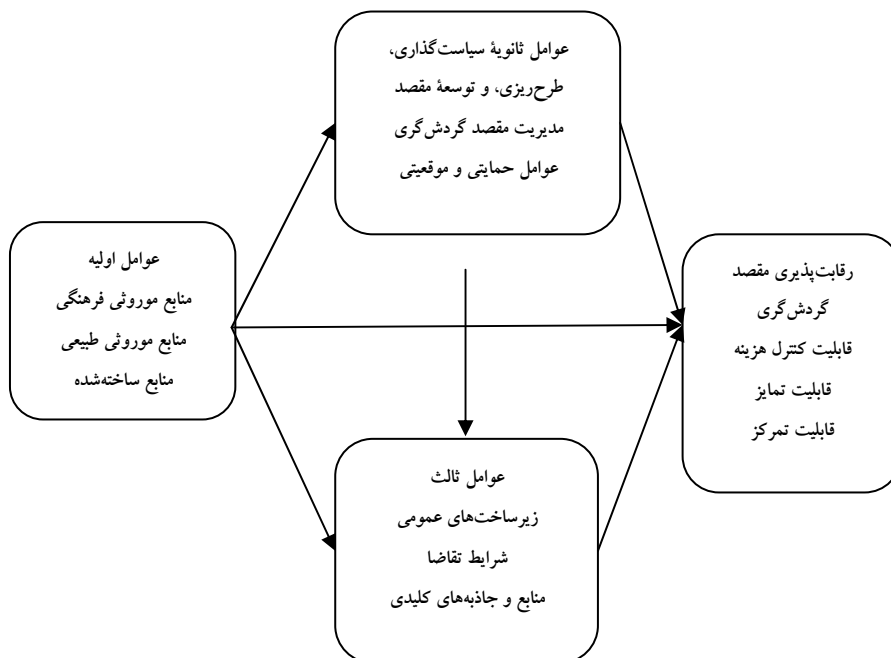 عوامل ثانویهٔ سیاست‌گذاری،
طرح‌ریزی، و توسعهٔ مقصد
مدیریت مقصد گردش‌گری
عوامل حمایتی و موقعیتی
عوامل اولیه
منابع موروثی فرهنگی
منابع موروثی طبیعی
منابع ساخته‌شده
رقابت‌پذیری مقصد
گردش‌گری
قابلیت کنترل هزینه
قابلیت تمایز
قابلیت تمرکز
عوامل ثالث
زیرساخت‌های عمومی
شرایط تقاضا
منابع و جاذبه‌های کلیدی